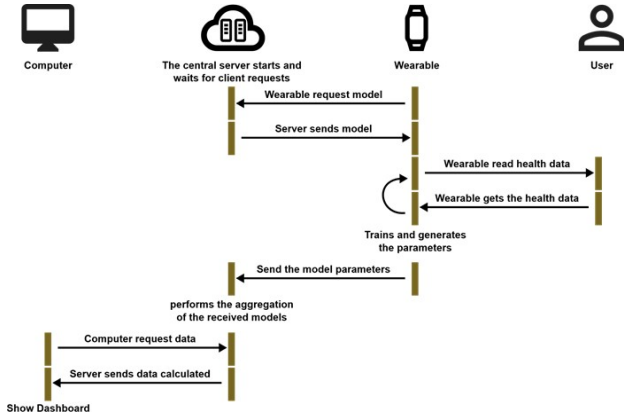 Computer
The central server starts and
waits for client requests
Wearable
User
Wearable request model
Server sends model
Wearable read health data
Wearable gets the health data
Trains and generates
the parameters
Send the model parameters
performs the aggregation
of the received models
Computer request data
Server sends data calculated
Show Dashboard